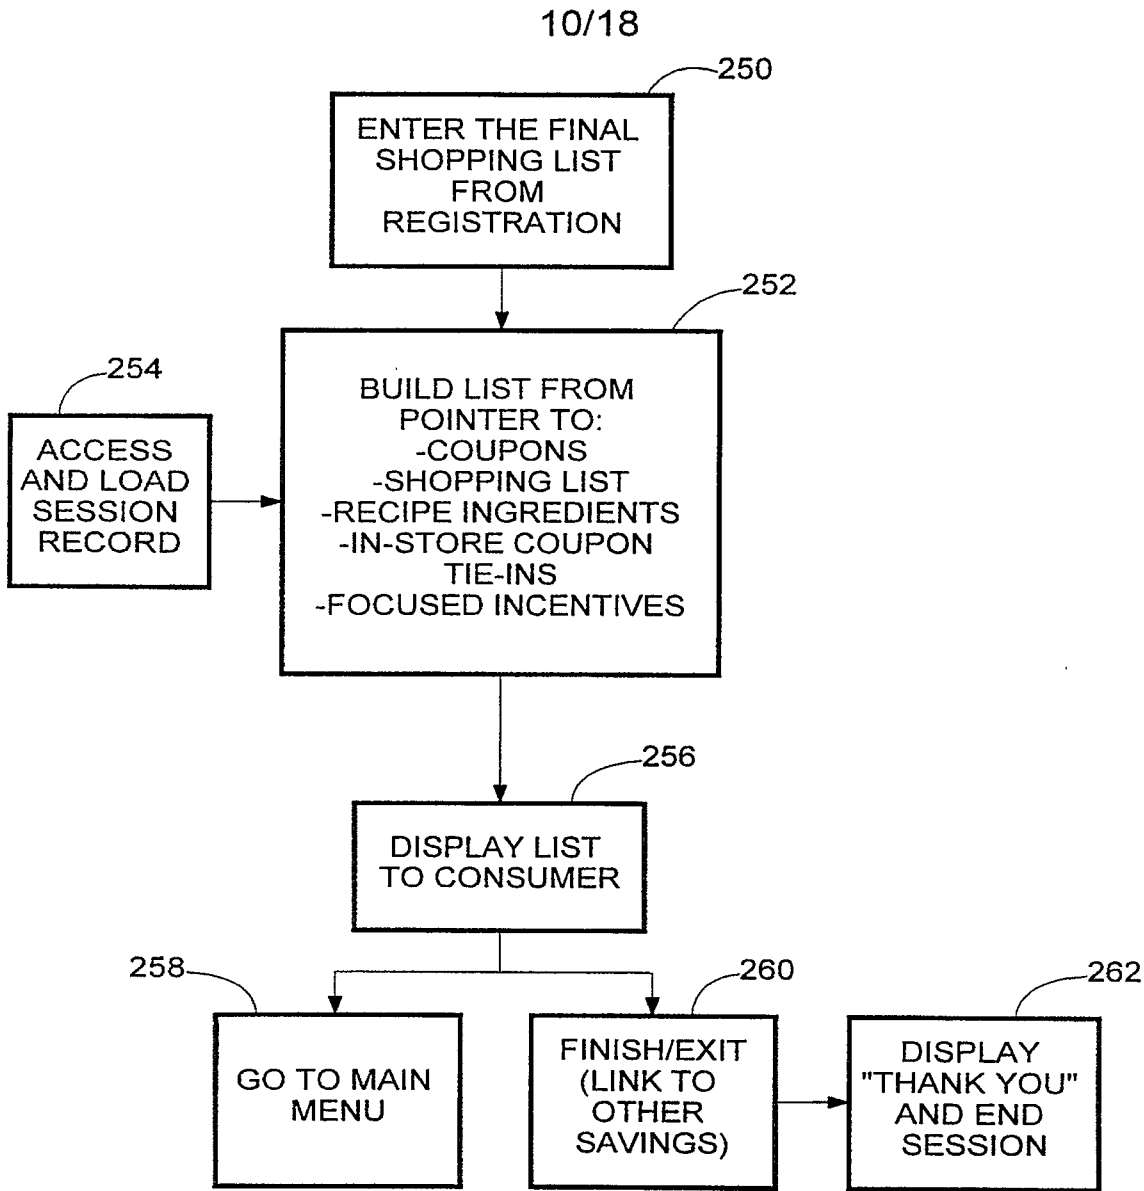 10/18
250
ENTER THE FINAL
SHOPPING LIST
FROM
REGISTRATION
252
BUILD LIST FROM
POINTER TO:
-COUPONS
-SHOPPING LIST
-RECIPE INGREDIENTS
-IN-STORE COUPON
TIE-INS
-FOCUSED INCENTIVES
254
ACCESS
AND LOAD
SESSION
RECORD
256
DISPLAY LIST
TO CONSUMER
258
GO TO MAIN
MENU
260
FINISH/EXIT
(LINK TO
OTHER
SAVINGS)
262
DISPLAY
"THANK YOU"
AND END
SESSION